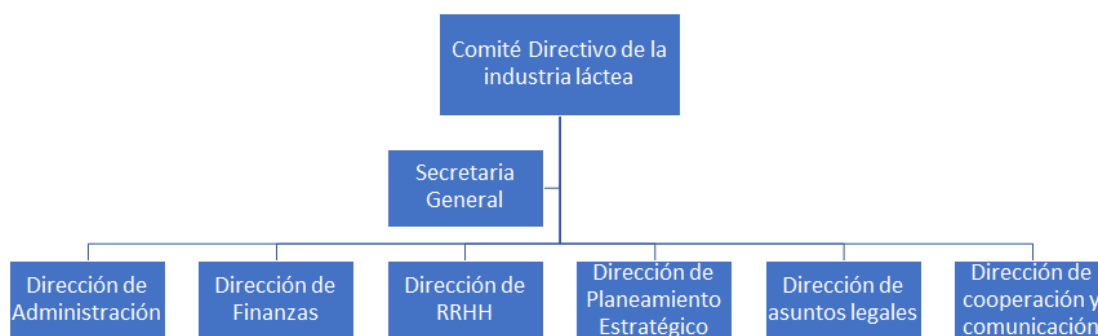 Comité Directivo de la
industria láctea
Secretaria
General
Dirección de
Administración
Dirección de
Finanzas
Dirección de
RRHH
Dirección de
Planeamiento
Estratégico
Dirección de
asuntos legales
Dirección de
cooperación y
comunicación